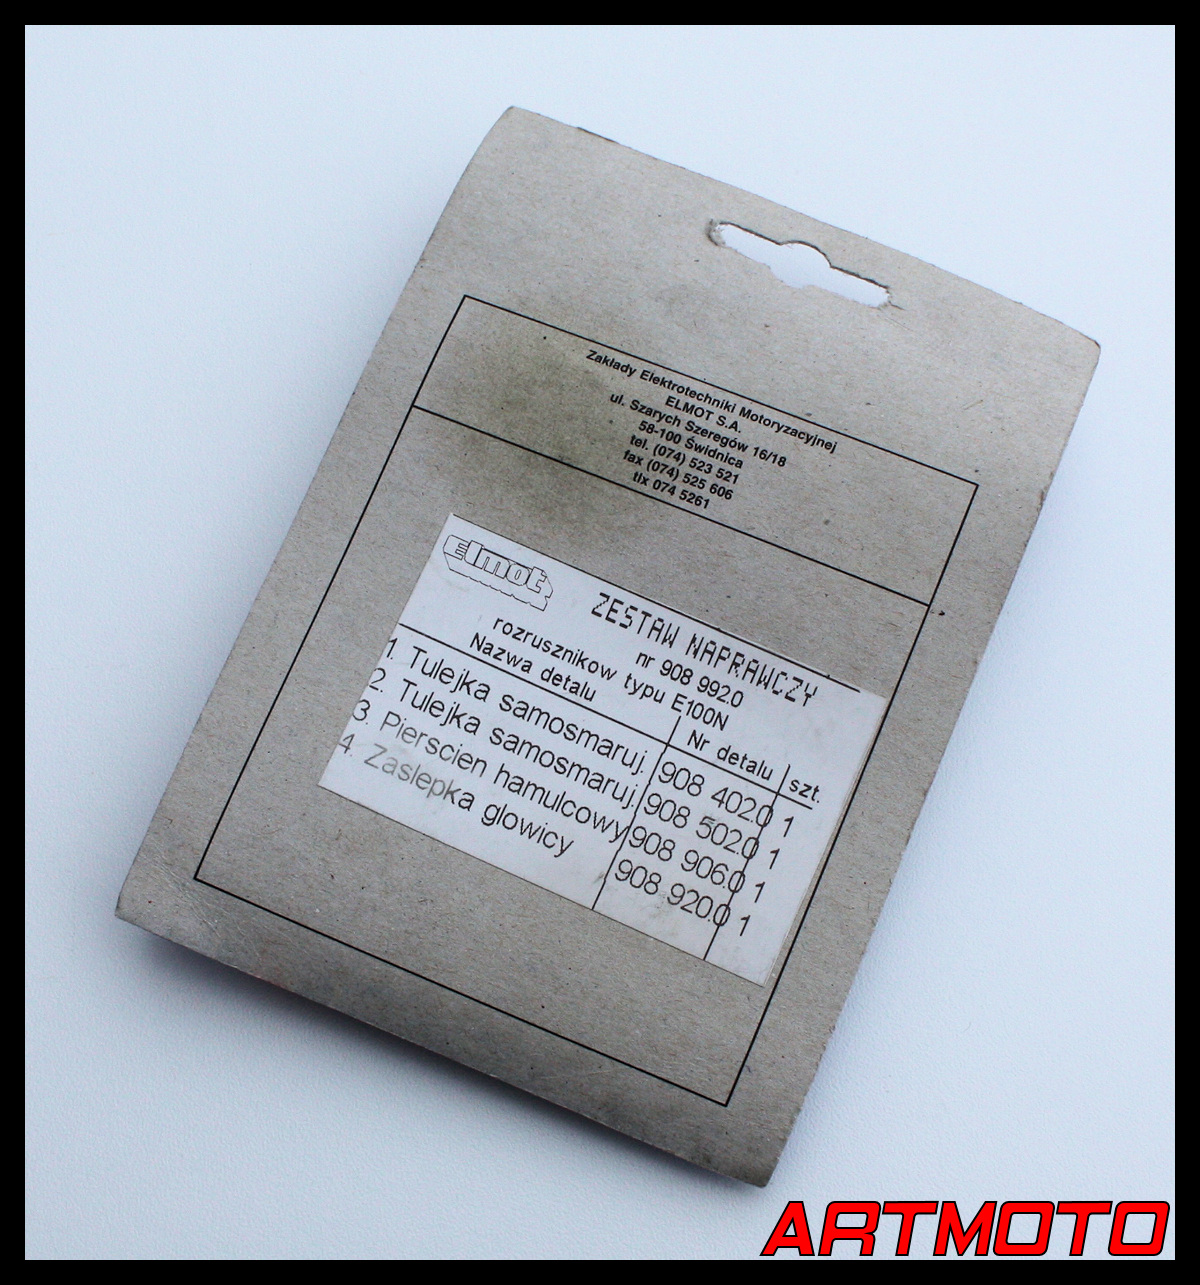 Zakłady Elektrotechniki Motoryzacyjnej
ELMOT S.A.
ul. Szarych Szeregów 16/18
58-100 Świdnica
tel. (074) 523 521
fax (074) 525 606
tlx 074 5261
elmot
ZESTAW NAPRAWCZY
nr 908 992.0
rozrusznikow typu E100N
Nazwa detalu Nr detalu szt.
1. Tulejka samosmaruj. 908 402.0 1
2. Tulejka samosmaruj. 908 502.0 1
3. Pierscien hamulcowy 908 906.0 1
4. Zaslepka glowicy 908 920.0 1
ARTMOTO